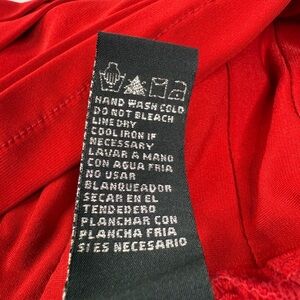 HAND WASH COLD
DO NOT BLEACH
LINE DRY
COOL IRON IF
NECESSARY
LAVAR A MANO
CON AGUA FRIA
NO USAR
BLANQUEADOR
SECAR EN EL
TENDEDERO
PLANCHAR CON
PLANCHA FRIA
SI ES NECESARIO